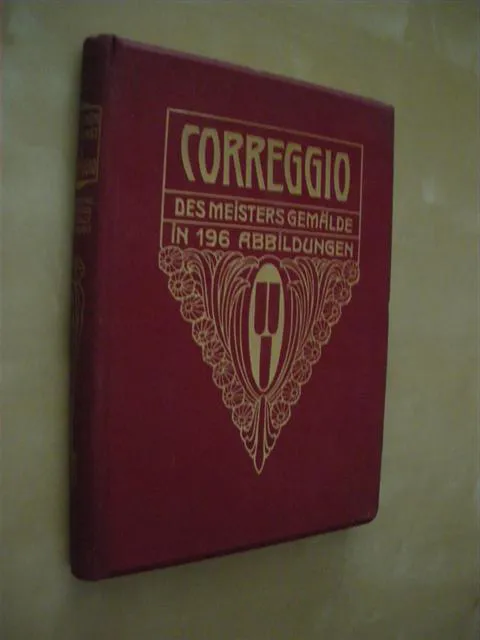 CORREGGIO
DES MEISTERS GEMÄLDE
IN 196 ABBILDUNGEN